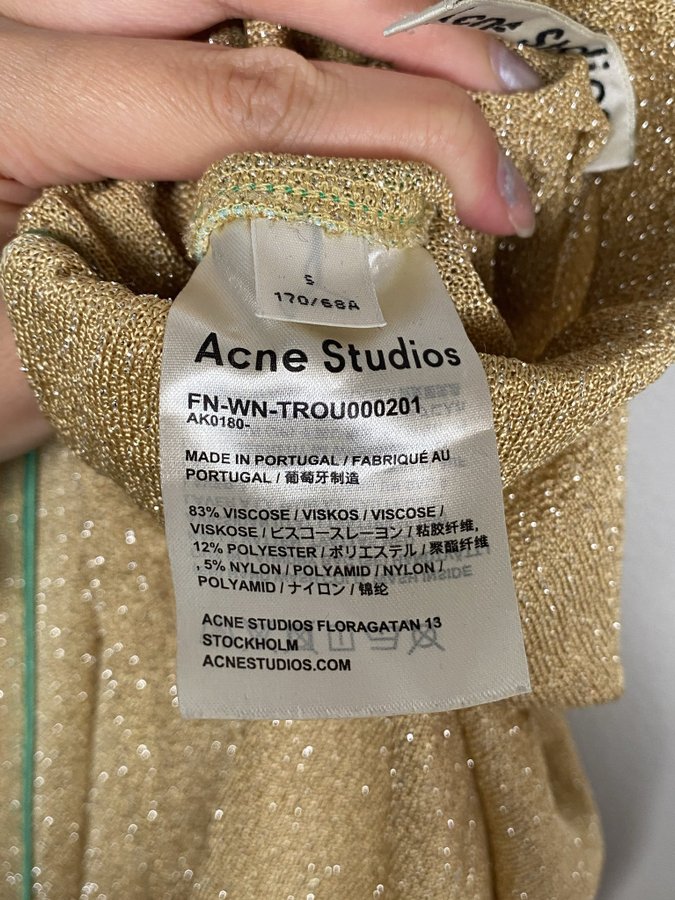 Acne Studios
S
170/68A
Acne Studios
FN-WN-TROU000201
AK0180-
MADE IN PORTUGAL / FABRIQUÉ AU
PORTUGAL / 葡萄牙制造
83% VISCOSE / VISKOS / VISCOSE /
VISKOSE / ビスコースレーヨン / 粘胶纤维,
12% POLYESTER / ポリエステル / 聚酯纤维
, 5% NYLON / POLYAMID / NYLON /
POLYAMID / ナイロン / 锦纶
ACNE STUDIOS FLORAGATAN 13
STOCKHOLM
ACNESTUDIOS.COM